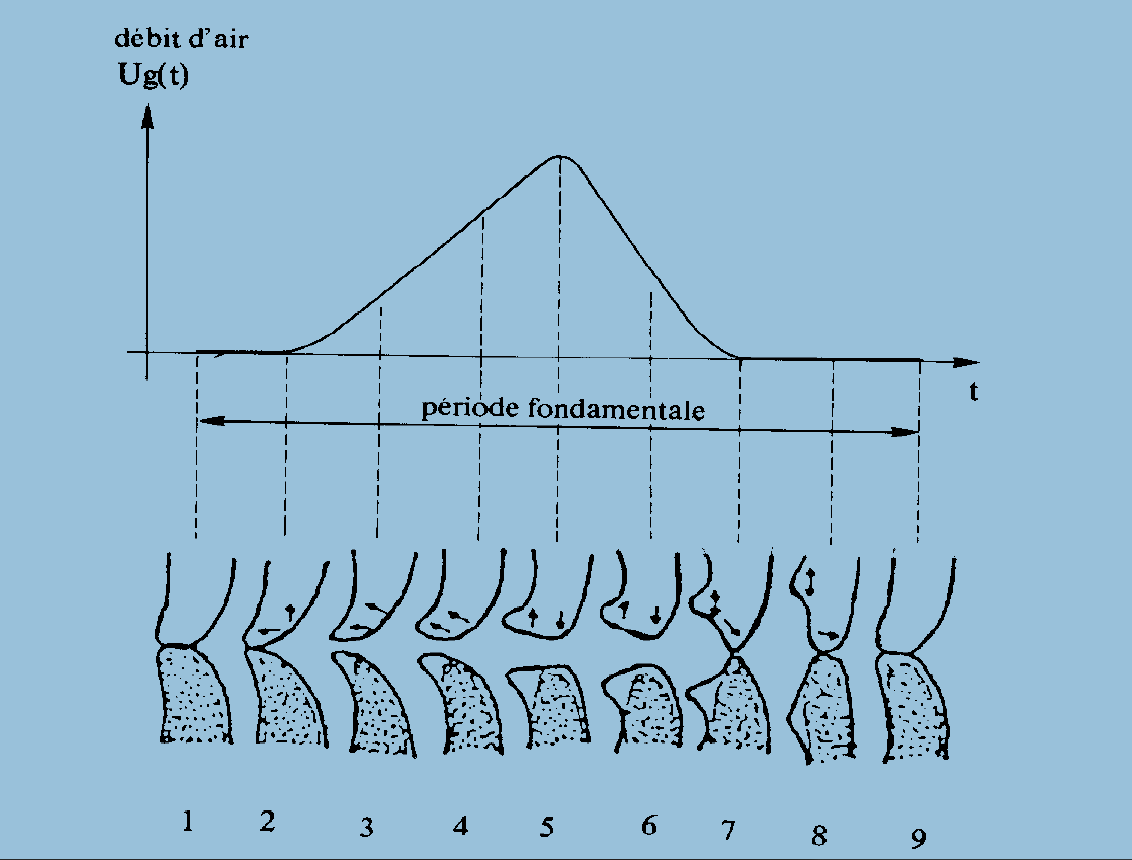 débit d'air
Ug(t)
t
période fondamentale
1 2 3 4 5 6 7 8 9